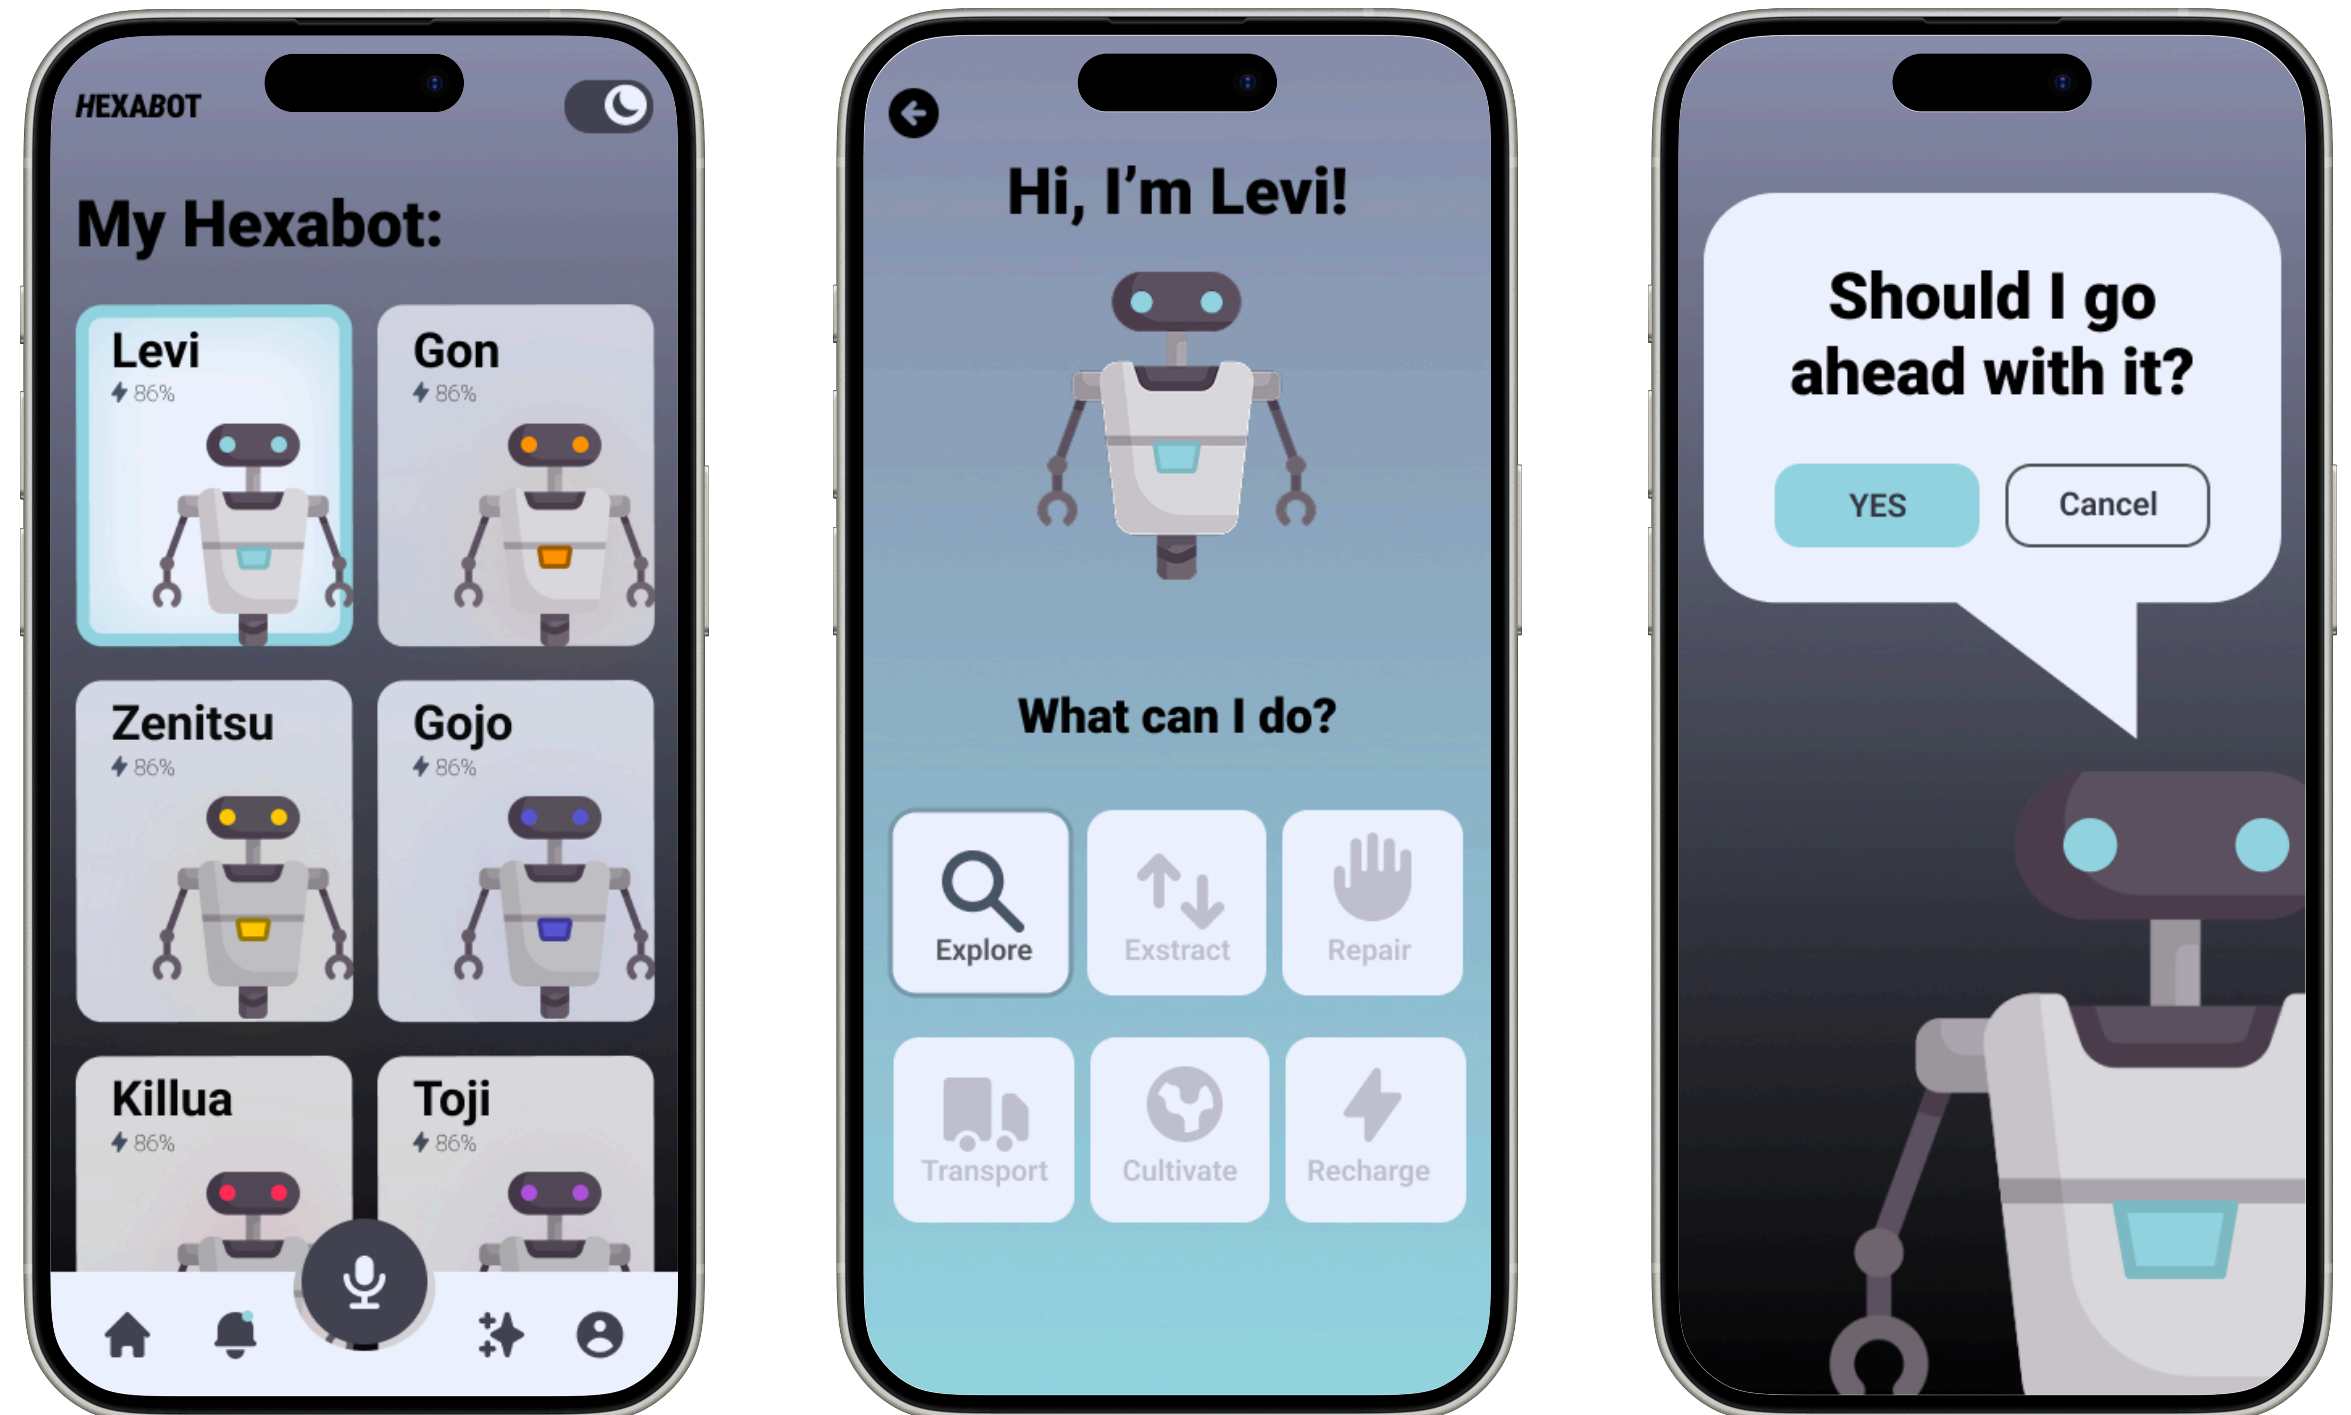 HEXABOT
My Hexabot:
Levi
86%
Gon
86%
Zenitsu
86%
Gojo
86%
Killua
86%
Toji
86%
Hi, I’m Levi!
What can I do?
Explore
Exstract
Repair
Transport
Cultivate
Recharge
Should I go
ahead with it?
YES
Cancel